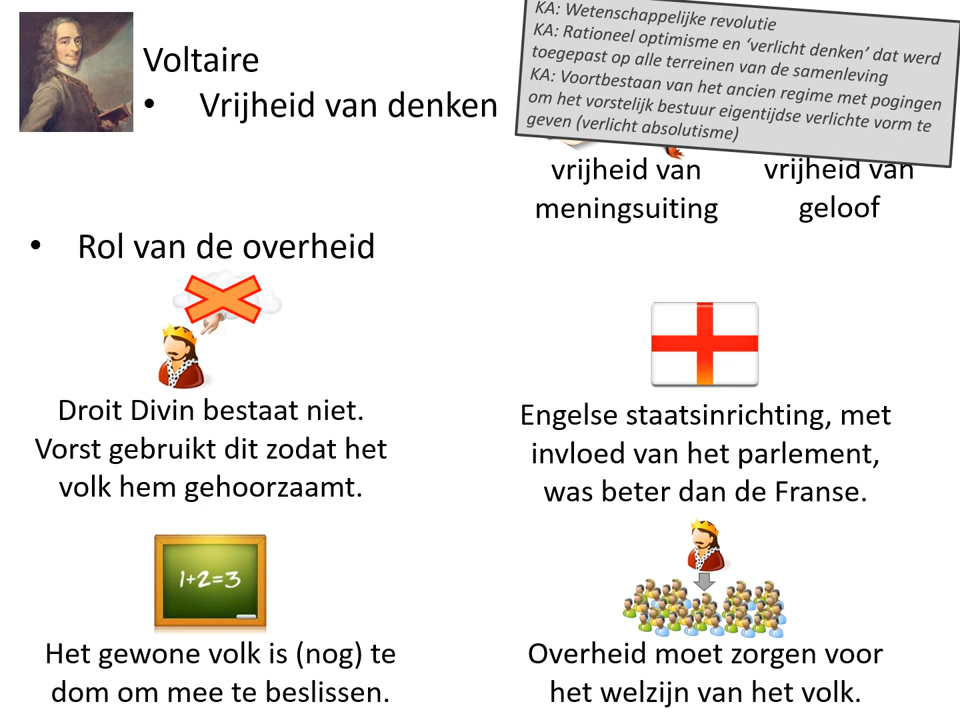 Voltaire
• Vrijheid van denken
KA: Wetenschappelijke revolutie
KA: Rationeel optimisme en ‘verlicht denken’ dat werd
toegepast op alle terreinen van de samenleving
KA: Voortbestaan van het ancien regime met pogingen
om het vorstelijk bestuur eigentijdse verlichte vorm te
geven (verlicht absolutisme)
vrijheid van
meningsuiting
vrijheid van
geloof
• Rol van de overheid
Droit Divin bestaat niet.
Vorst gebruikt dit zodat het
volk hem gehoorzaamt.
Engelse staatsinrichting, met
invloed van het parlement,
was beter dan de Franse.
1+2=3
Het gewone volk is (nog) te
dom om mee te beslissen.
Overheid moet zorgen voor
het welzijn van het volk.